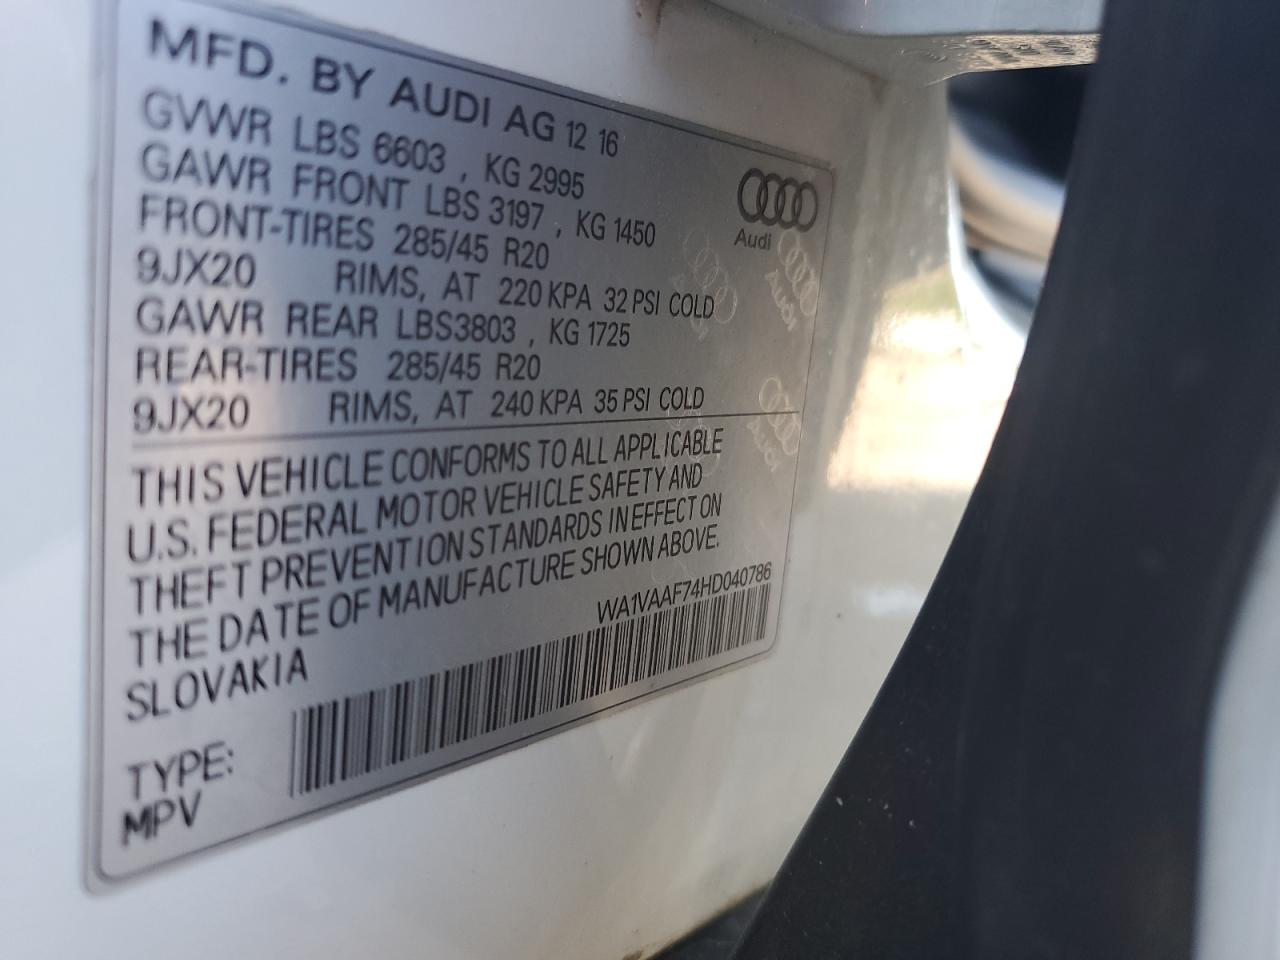 MFD. BY AUDI AG 12 16
GVWR LBS 6603 , KG 2995
GAWR FRONT LBS 3197 , KG 1450
FRONT-TIRES 285/45 R20
9JX20 RIMS, AT 220 KPA 32 PSI COLD
GAWR REAR LBS3803 , KG 1725
REAR-TIRES 285/45 R20
9JX20 RIMS, AT 240 KPA 35 PSI COLD
Audi
Audi
Audi
Audi
THIS VEHICLE CONFORMS TO ALL APPLICABLE
U.S. FEDERAL MOTOR VEHICLE SAFETY AND
THEFT PREVENTION STANDARDS IN EFFECT ON
THE DATE OF MANUFACTURE SHOWN ABOVE.
SLOVAKIA
WA1VAAF74HD040786
TYPE:
MPV